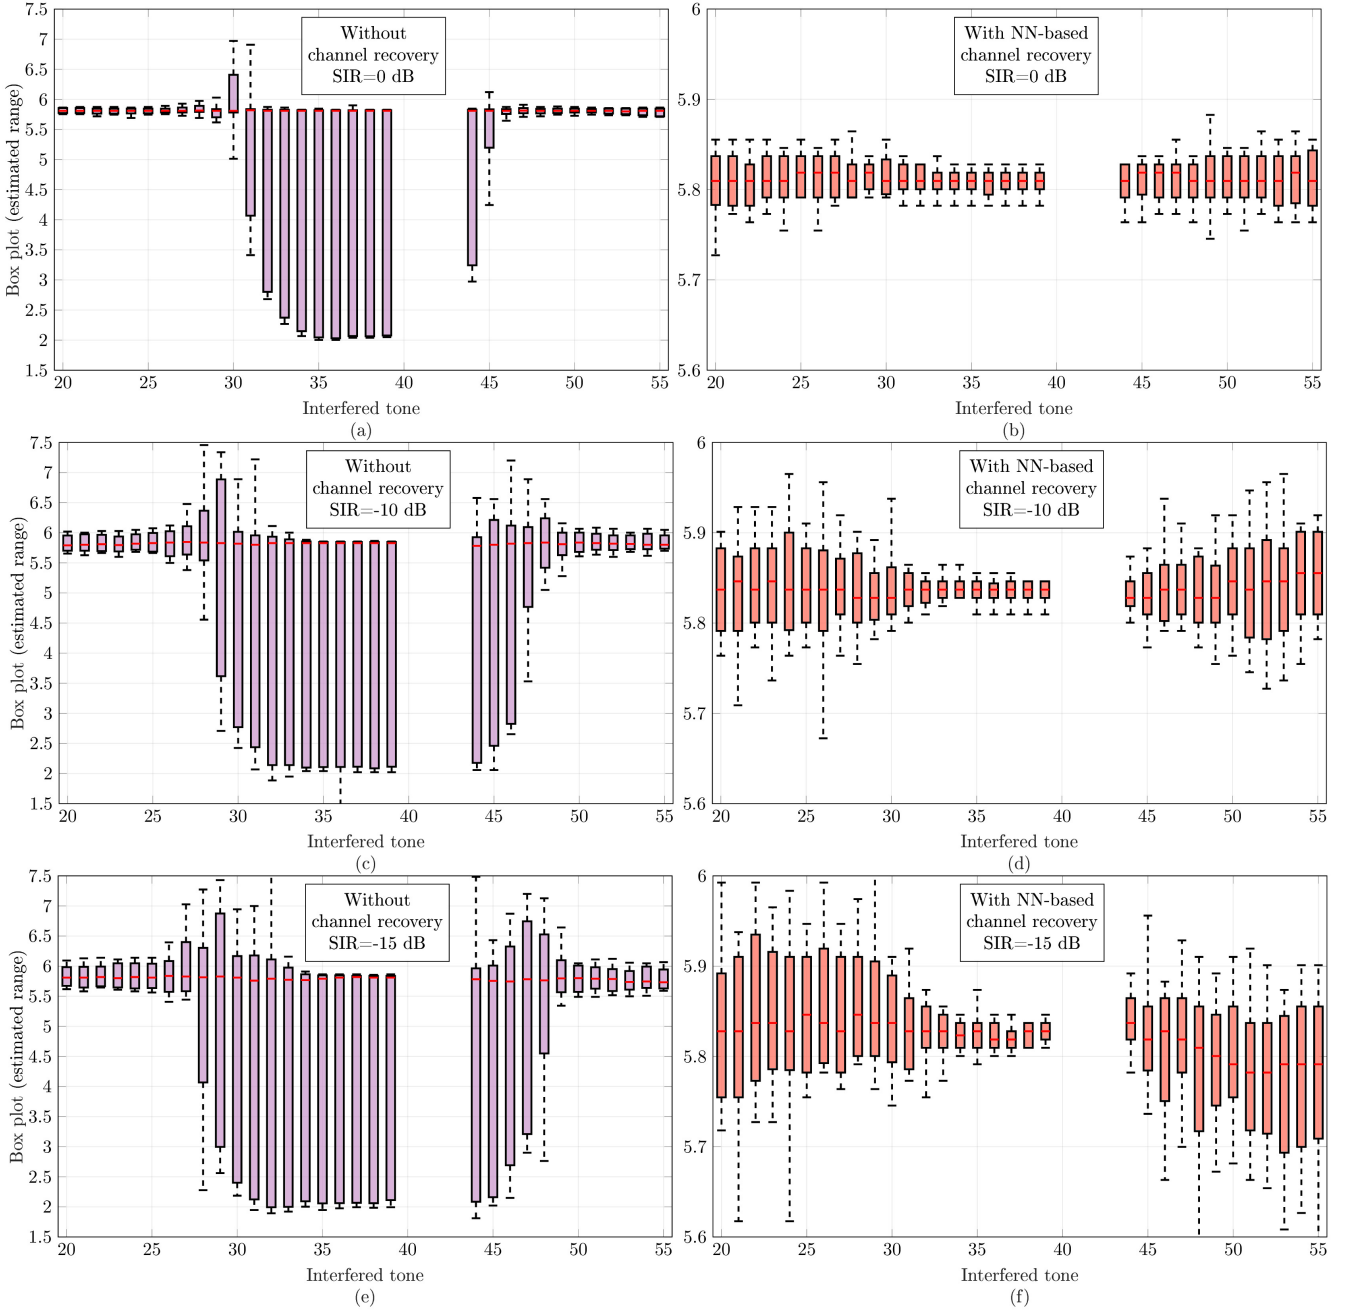 7.5
7
6.5
6
5.5
5
4.5
4
3.5
3
2.5
2
1.5
Box plot (estimated range)
Without
channel recovery
SIR=0 dB
20 25 30 35 40 45 50 55
Interfered tone
(a)
6
5.9
5.8
5.7
5.6
With NN-based
channel recovery
SIR=0 dB
20 25 30 35 40 45 50 55
Interfered tone
(b)
7.5
7
6.5
6
5.5
5
4.5
4
3.5
3
2.5
2
1.5
Box plot (estimated range)
Without
channel recovery
SIR=-10 dB
20 25 30 35 40 45 50 55
Interfered tone
(c)
6
5.9
5.8
5.7
5.6
With NN-based
channel recovery
SIR=-10 dB
20 25 30 35 40 45 50 55
Interfered tone
(d)
7.5
7
6.5
6
5.5
5
4.5
4
3.5
3
2.5
2
1.5
Box plot (estimated range)
Without
channel recovery
SIR=-15 dB
20 25 30 35 40 45 50 55
Interfered tone
(e)
6
5.9
5.8
5.7
5.6
With NN-based
channel recovery
SIR=-15 dB
20 25 30 35 40 45 50 55
Interfered tone
(f)